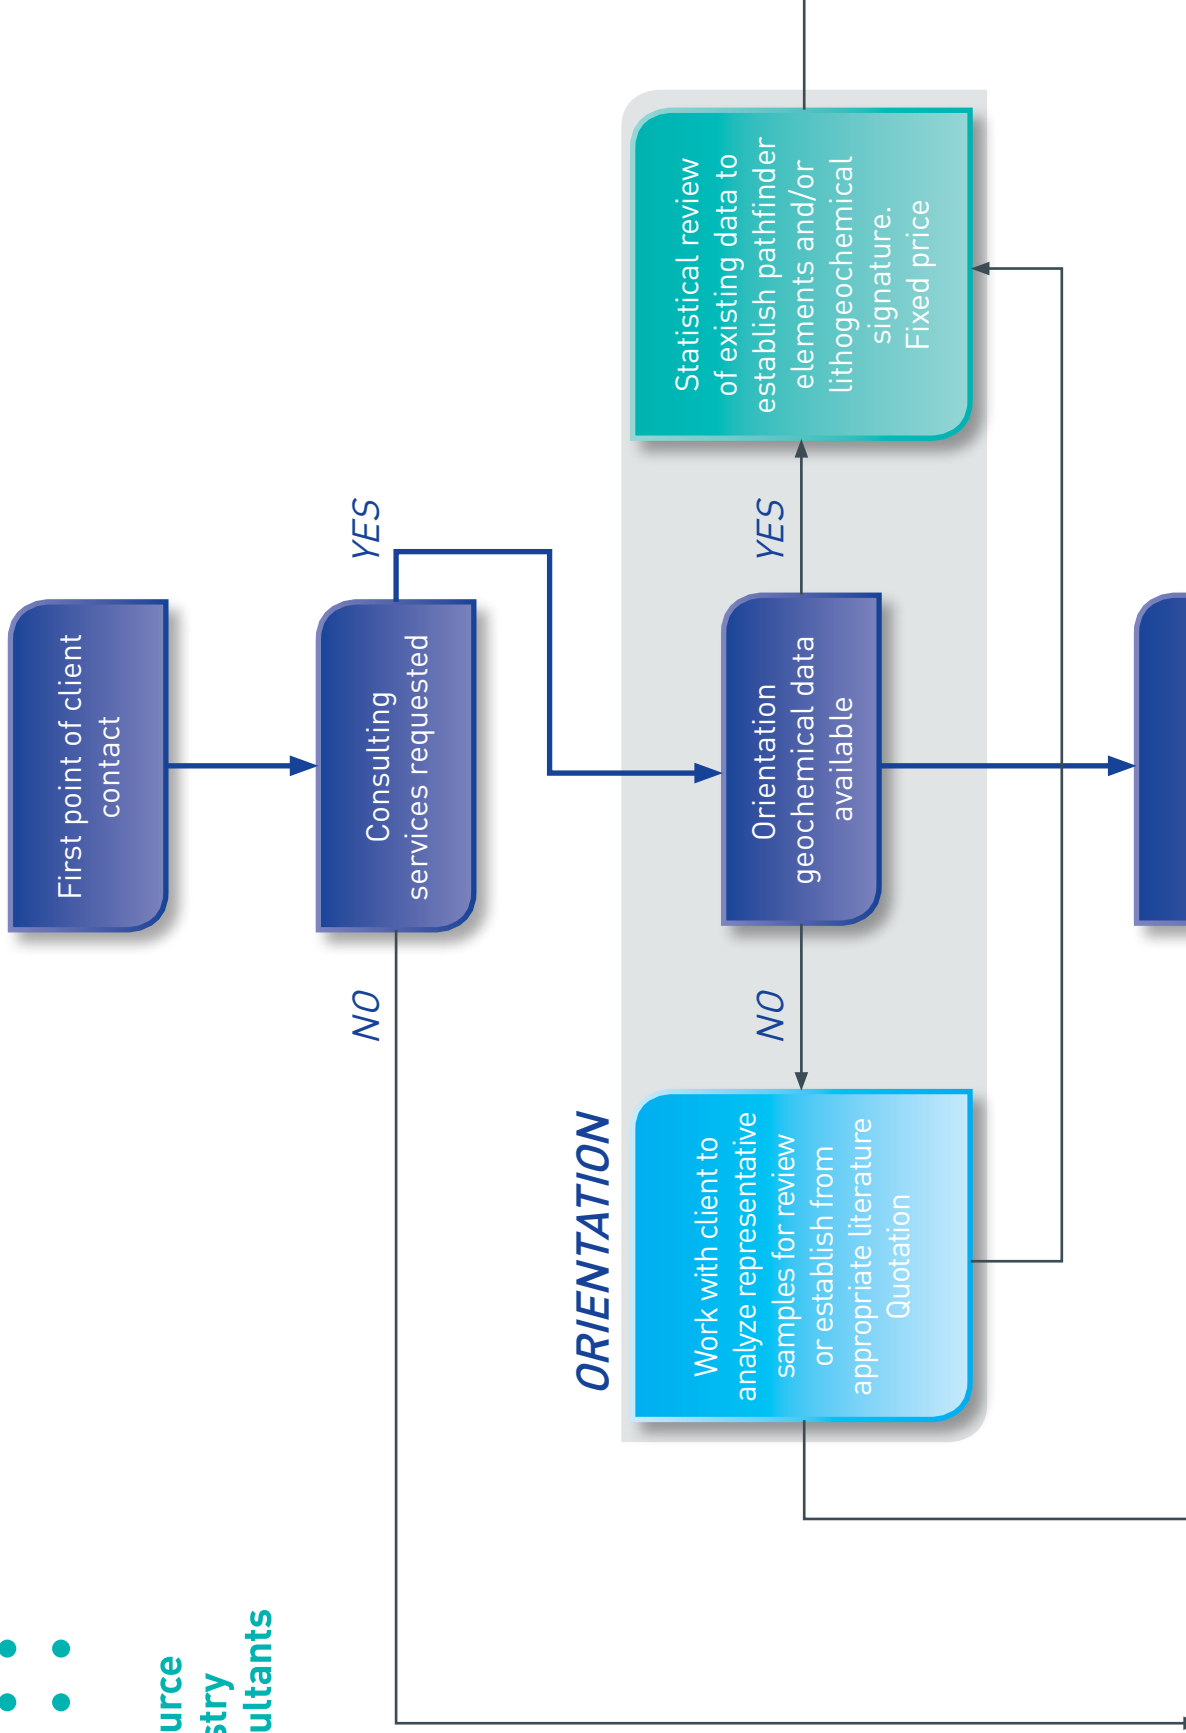 First point of client
contact
Consulting
services requested
NO
YES
ORIENTATION
Work with client to
analyze representative
samples for review
or establish from
appropriate literature
Quotation
NO
Orientation
geochemical data
available
YES
Statistical review
of existing data to
establish pathfinder
elements and/or
lithogeochemical
signature.
Fixed price
urce
stry
ultants